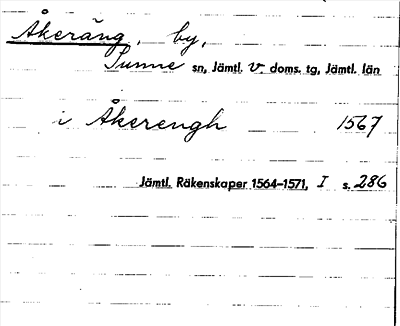 Åkeräng, by,
Sunne sn, Jämtl. v. doms. tg, Jämtl. län
i Åkerengh 1567
Jämtl. Räkenskaper 1564–1571, I s. 286